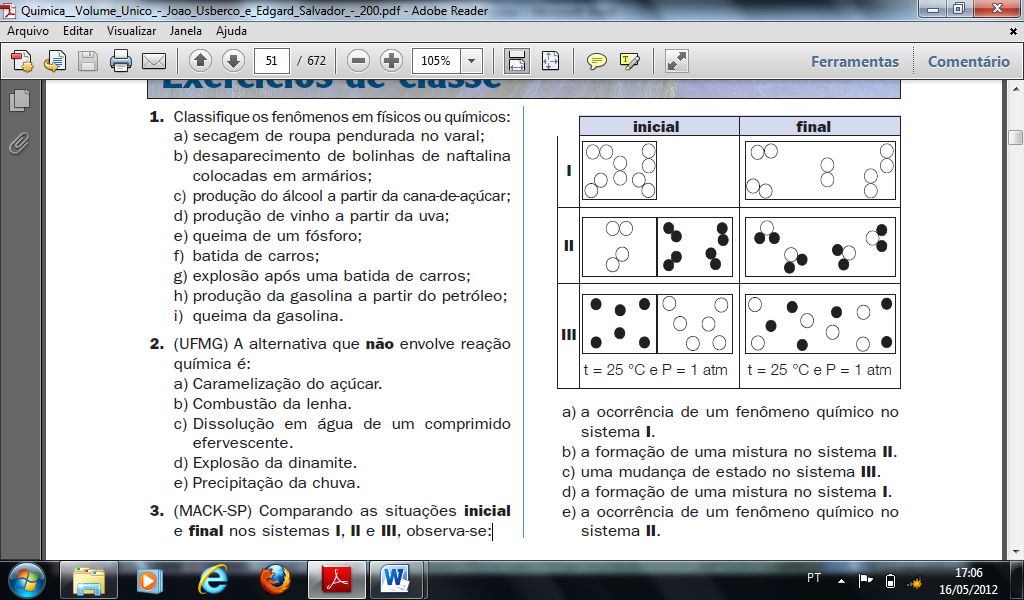 Quimica__Volume_Unico_-_Joao_Usberco_e_Edgard_Salvador_-_200.pdf - Adobe Reader
Arquivo Editar Visualizar Janela Ajuda
51 / 672 105% Ferramentas Comentário
Exercícios de classe
1. Classifique os fenômenos em físicos ou químicos:
a) secagem de roupa pendurada no varal;
b) desaparecimento de bolinhas de naftalina
colocadas em armários;
c) produção do álcool a partir da cana-de-açúcar;
d) produção de vinho a partir da uva;
e) queima de um fósforo;
f) batida de carros;
g) explosão após uma batida de carros;
h) produção da gasolina a partir do petróleo;
i) queima da gasolina.
2. (UFMG) A alternativa que não envolve reação
química é:
a) Caramelização do açúcar.
b) Combustão da lenha.
c) Dissolução em água de um comprimido
efervescente.
d) Explosão da dinamite.
e) Precipitação da chuva.
3. (MACK-SP) Comparando as situações inicial
e final nos sistemas I, II e III, observa-se:
inicial final
I
II
III
t = 25 °C e P = 1 atm t = 25 °C e P = 1 atm
a) a ocorrência de um fenômeno químico no
sistema I.
b) a formação de uma mistura no sistema II.
c) uma mudança de estado no sistema III.
d) a formação de uma mistura no sistema I.
e) a ocorrência de um fenômeno químico no
sistema II.
PT
17:06
16/05/2012